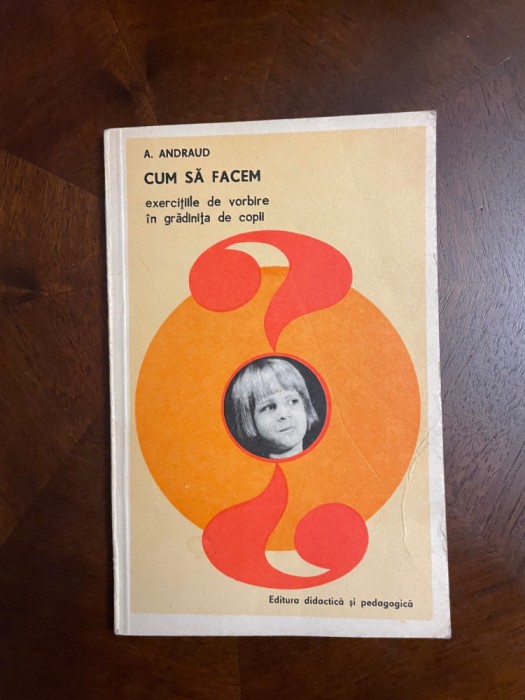 A. ANDRAUD
CUM SĂ FACEM
exercițiile de vorbire
în grădinița de copii
Editura didactică și pedagogică